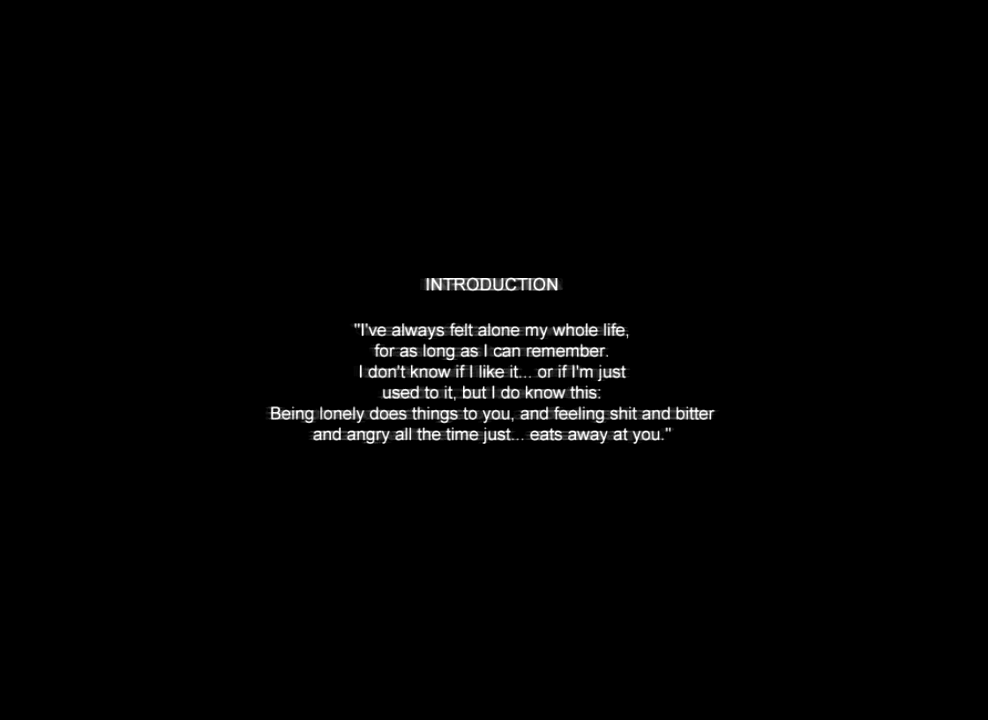 INTRODUCTION
"I've always felt alone my whole life,
for as long as I can remember.
I don't know if I like it... or if I'm just
used to it, but I do know this:
Being lonely does things to you, and feeling shit and bitter
and angry all the time just... eats away at you."